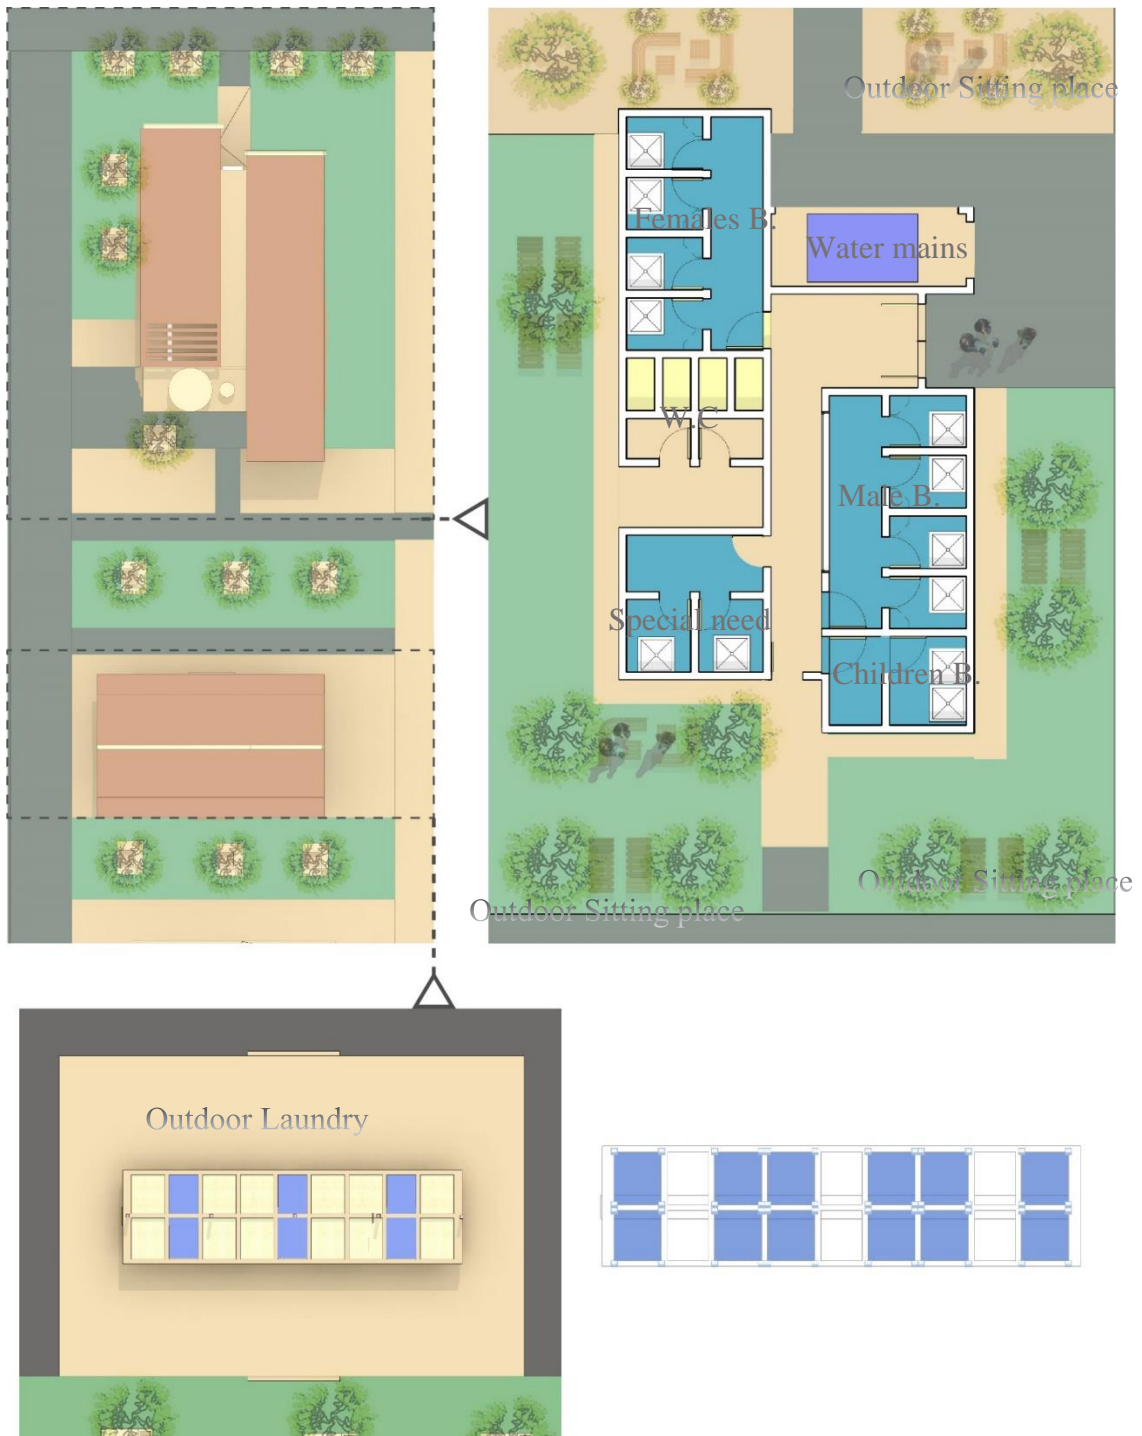 Outdoor Sitting place
Females B.
Water mains
W.C
Male B.
Special need
Children B.
Outdoor Sitting place
Outdoor Sitting place
Outdoor Laundry